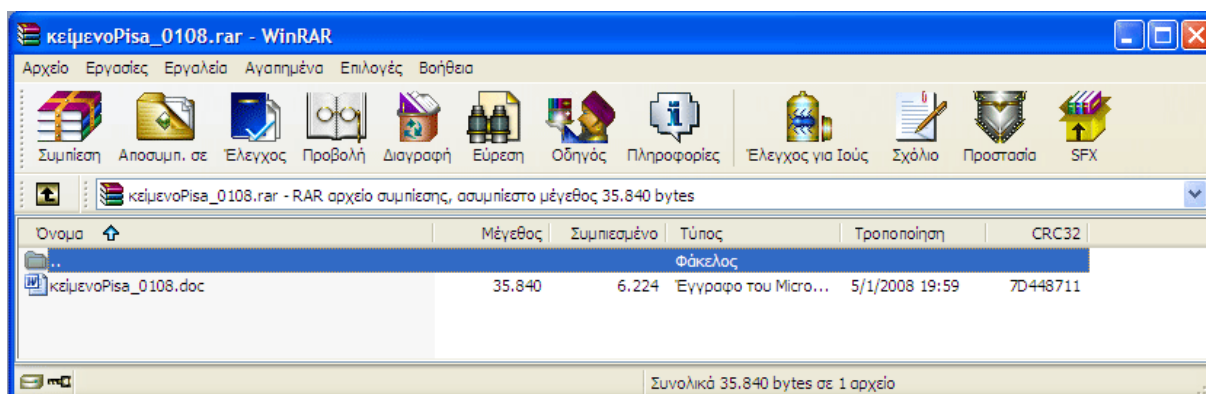 κείμενοPisa_0108.rar - WinRAR
Αρχείο Εργασίες Εργαλεία Αγαπημένα Επιλογές Βοήθεια
Συμπίεση Αποσυμπ. σε Έλεγχος Προβολή Διαγραφή Εύρεση Οδηγός Πληροφορίες Έλεγχος για Ιούς Σχόλιο Προστασία SFX
κείμενοPisa_0108.rar - RAR αρχείο συμπίεσης, ασυμπίεστο μέγεθος 35.840 bytes
Όνομα Μέγεθος Συμπιεσμένο Τύπος Τροποποίηση CRC32
.. Φάκελος
κείμενοPisa_0108.doc 35.840 6.224 Έγγραφο του Micro... 5/1/2008 19:59 7D448711
Συνολικά 35.840 bytes σε 1 αρχείο